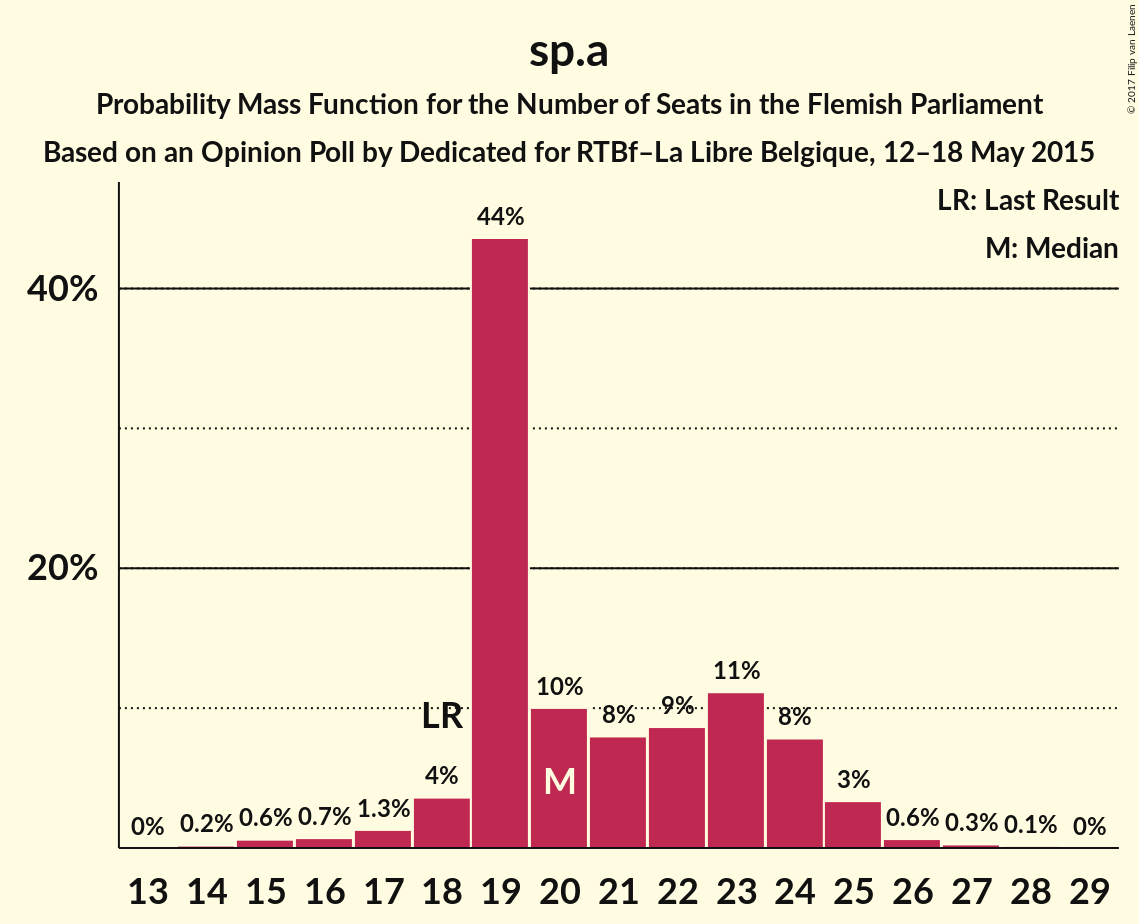 sp.a
Probability Mass Function for the Number of Seats in the Flemish Parliament
Based on an Opinion Poll by Dedicated for RTBf–La Libre Belgique, 12–18 May 2015
© 2017 Filip van Laenen
LR: Last Result
M: Median
44%
40%
20%
11%
10%
9%
8%
8%
LR
4%
M
3%
0%
0.2%
0.6%
0.7%
1.3%
0.6%
0.3%
0.1%
0%
13 14 15 16 17 18 19 20 21 22 23 24 25 26 27 28 29